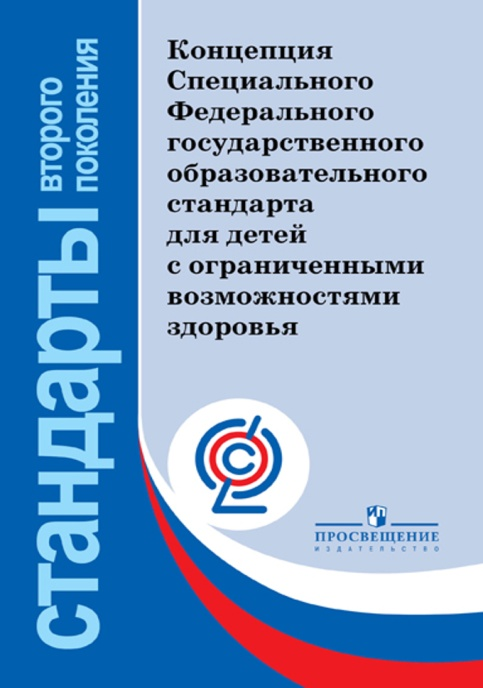 стандарты
второго
поколения
Концепция
Специального
Федерального
государственного
образовательного
стандарта
для детей
с ограниченными
возможностями
здоровья
С
ПРОСВЕЩЕНИЕ
ИЗДАТЕЛЬСТВО